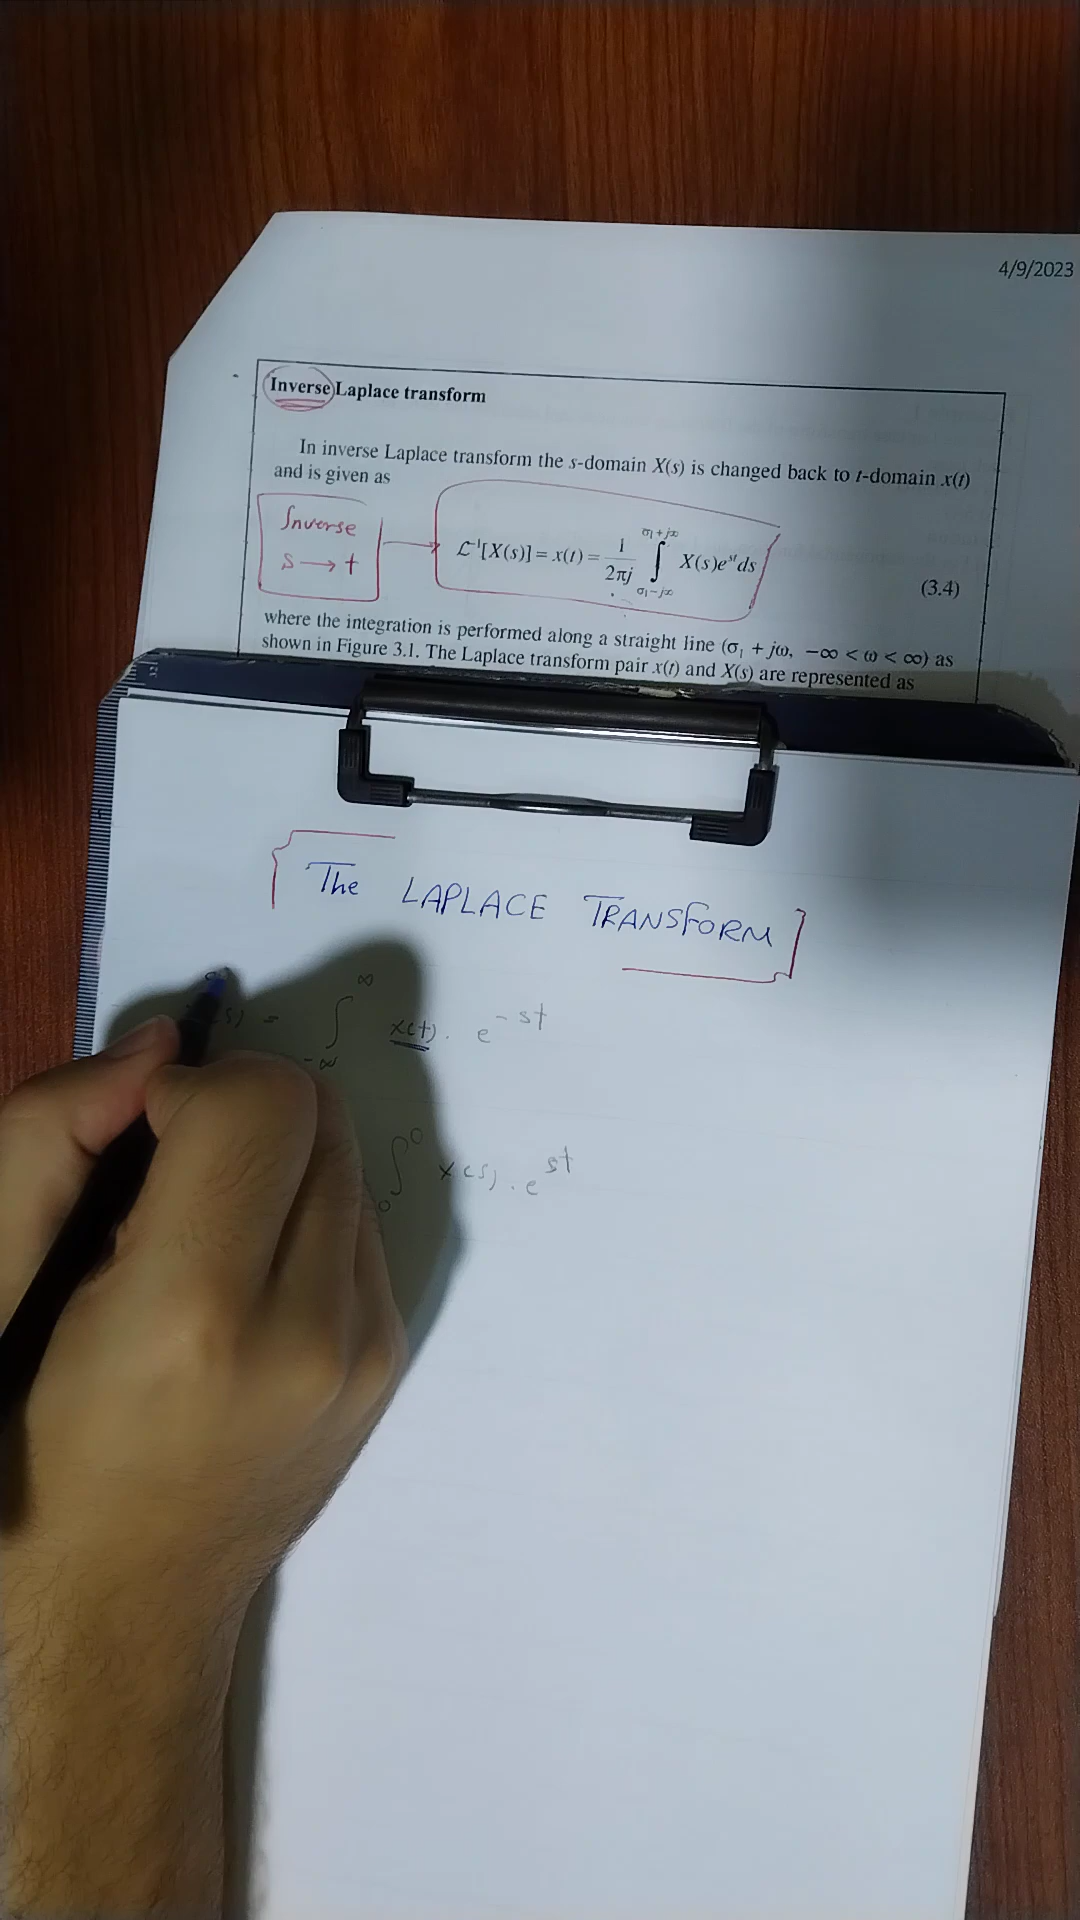 4/9/2023
Inverse Laplace transform
In inverse Laplace transform the s-domain X(s) is changed back to t-domain x(t)
and is given as
Inverse
s → t
ℒ⁻¹[X(s)] = x(t) = 1/2πj ∫_{σ₁-j∞}^{σ₁+j∞} X(s)e^{st}ds
(3.4)
where the integration is performed along a straight line (σ₁ + jω, −∞ < ω < ∞) as
shown in Figure 3.1. The Laplace transform pair x(t) and X(s) are represented as
The LAPLACE TRANSFORM
(s) = ∫_{-∞}^{∞} x(t) . e^{-st}
∫ x(s) . e^{st}